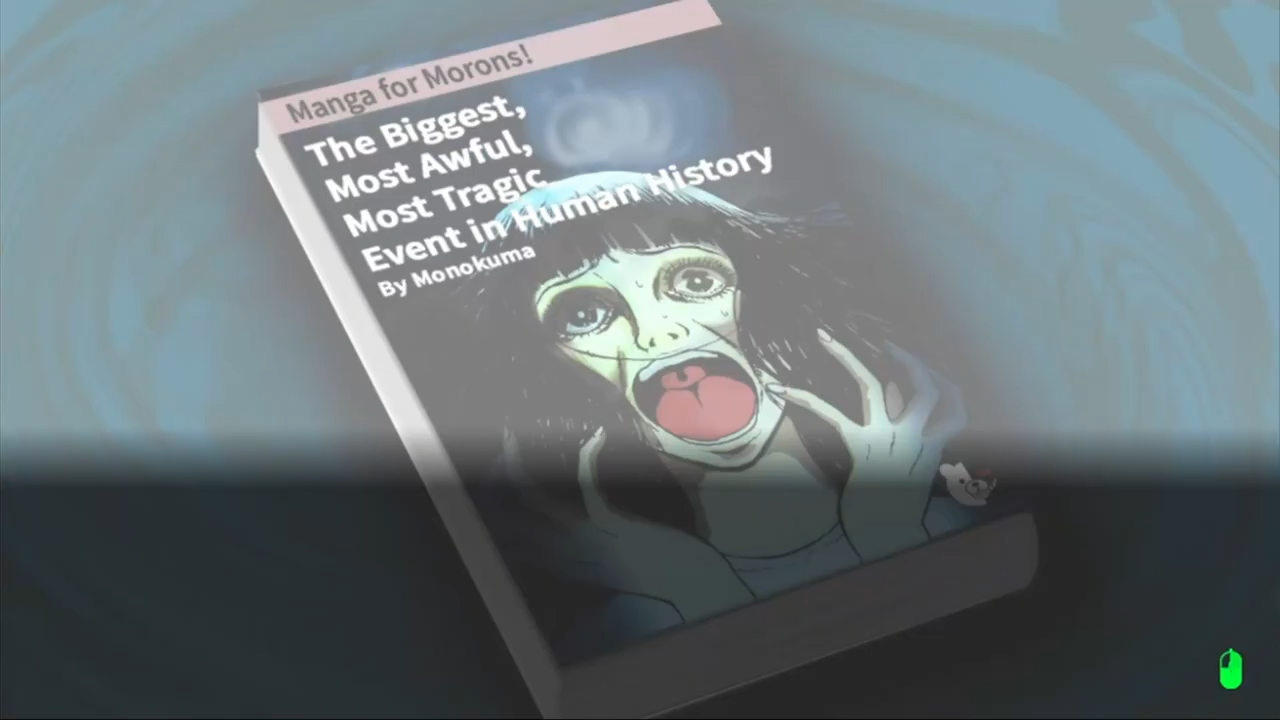 Manga for Morons!
The Biggest,
Most Awful,
Most Tragic
Event in Human History
By Monokuma